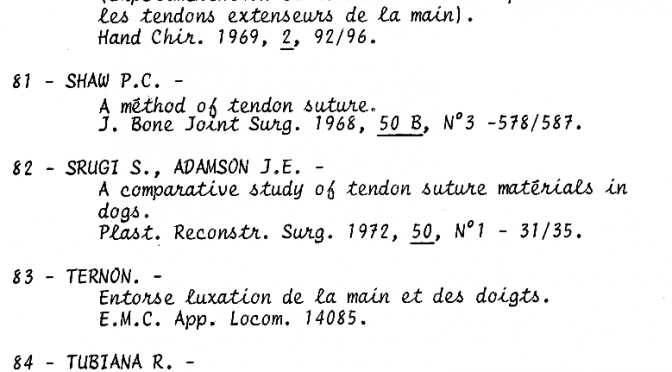 les tendons extenseurs de la main).
Hand Chir. 1969, 2, 92/96.
81 - SHAW P.C. -
A méthod of tendon suture.
J. Bone Joint Surg. 1968, 50 B, N°3 -578/587.
82 - SRUGI S., ADAMSON J.E. -
A comparative study of tendon suture matérials in
dogs.
Plast. Reconstr. Surg. 1972, 50, N°1 - 31/35.
83 - TERNON. -
Entorse luxation de la main et des doigts.
E.M.C. App. Locom. 14085.
84 - TUBIANA R. -